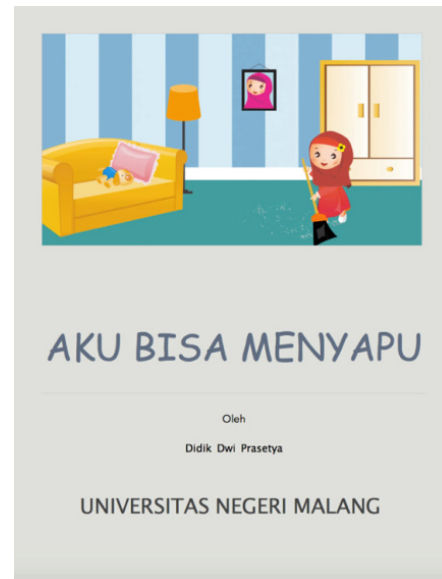 AKU BISA MENYAPU
Oleh
Didik Dwi Prasetya
UNIVERSITAS NEGERI MALANG